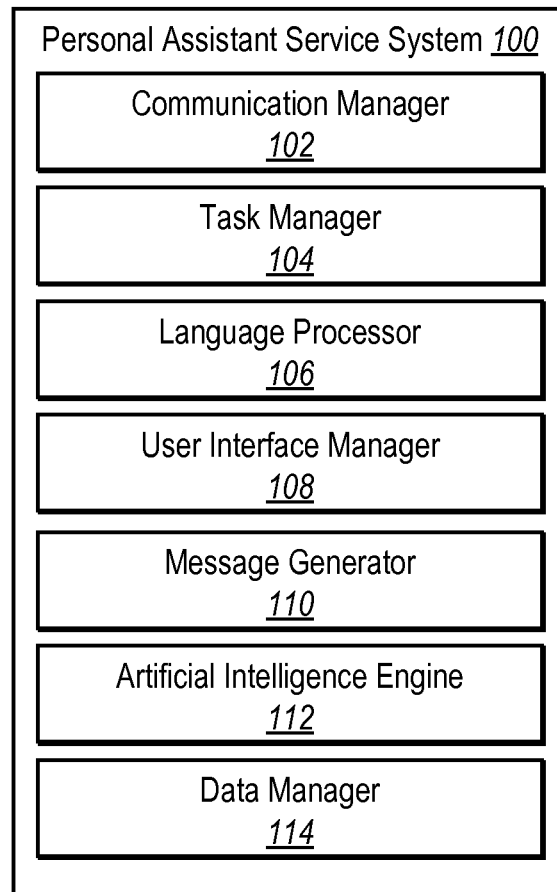 Personal Assistant Service System 100
Communication Manager
102
Task Manager
104
Language Processor
106
User Interface Manager
108
Message Generator
110
Artificial Intelligence Engine
112
Data Manager
114